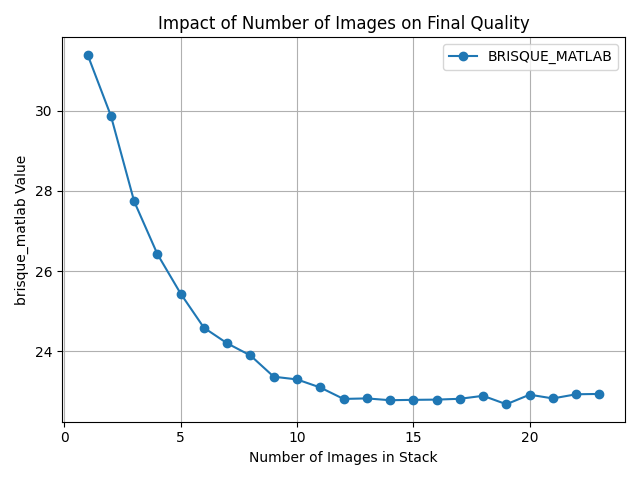 Impact of Number of Images on Final Quality
BRISQUE_MATLAB
brisque_matlab Value
30
28
26
24
0 5 10 15 20
Number of Images in Stack